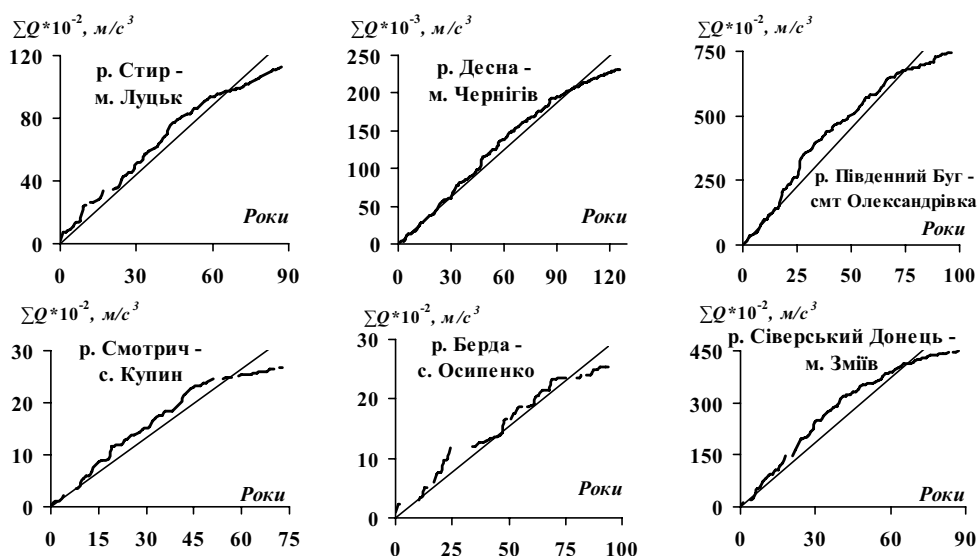 ∑Q*10⁻², м/с³
р. Стир -
м. Луцьк
120
80
40
0
Роки
0 30 60 90
∑Q*10⁻³, м/с³
р. Десна -
м. Чернігів
250
200
150
100
50
0
Роки
0 30 60 90 120
∑Q*10⁻², м/с³
750
500
250
0
р. Південний Буг -
смт Олександрівка
Роки
0 25 50 75 100
∑Q*10⁻², м/с³
р. Смотрич -
с. Купин
30
20
10
0
Роки
0 15 30 45 60 75
∑Q*10⁻², м/с³
р. Берда -
с. Осипенко
30
20
10
0
Роки
0 25 50 75 100
∑Q*10⁻², м/с³
р. Сіверський Донець -
м. Зміїв
450
300
150
0
Роки
0 30 60 90